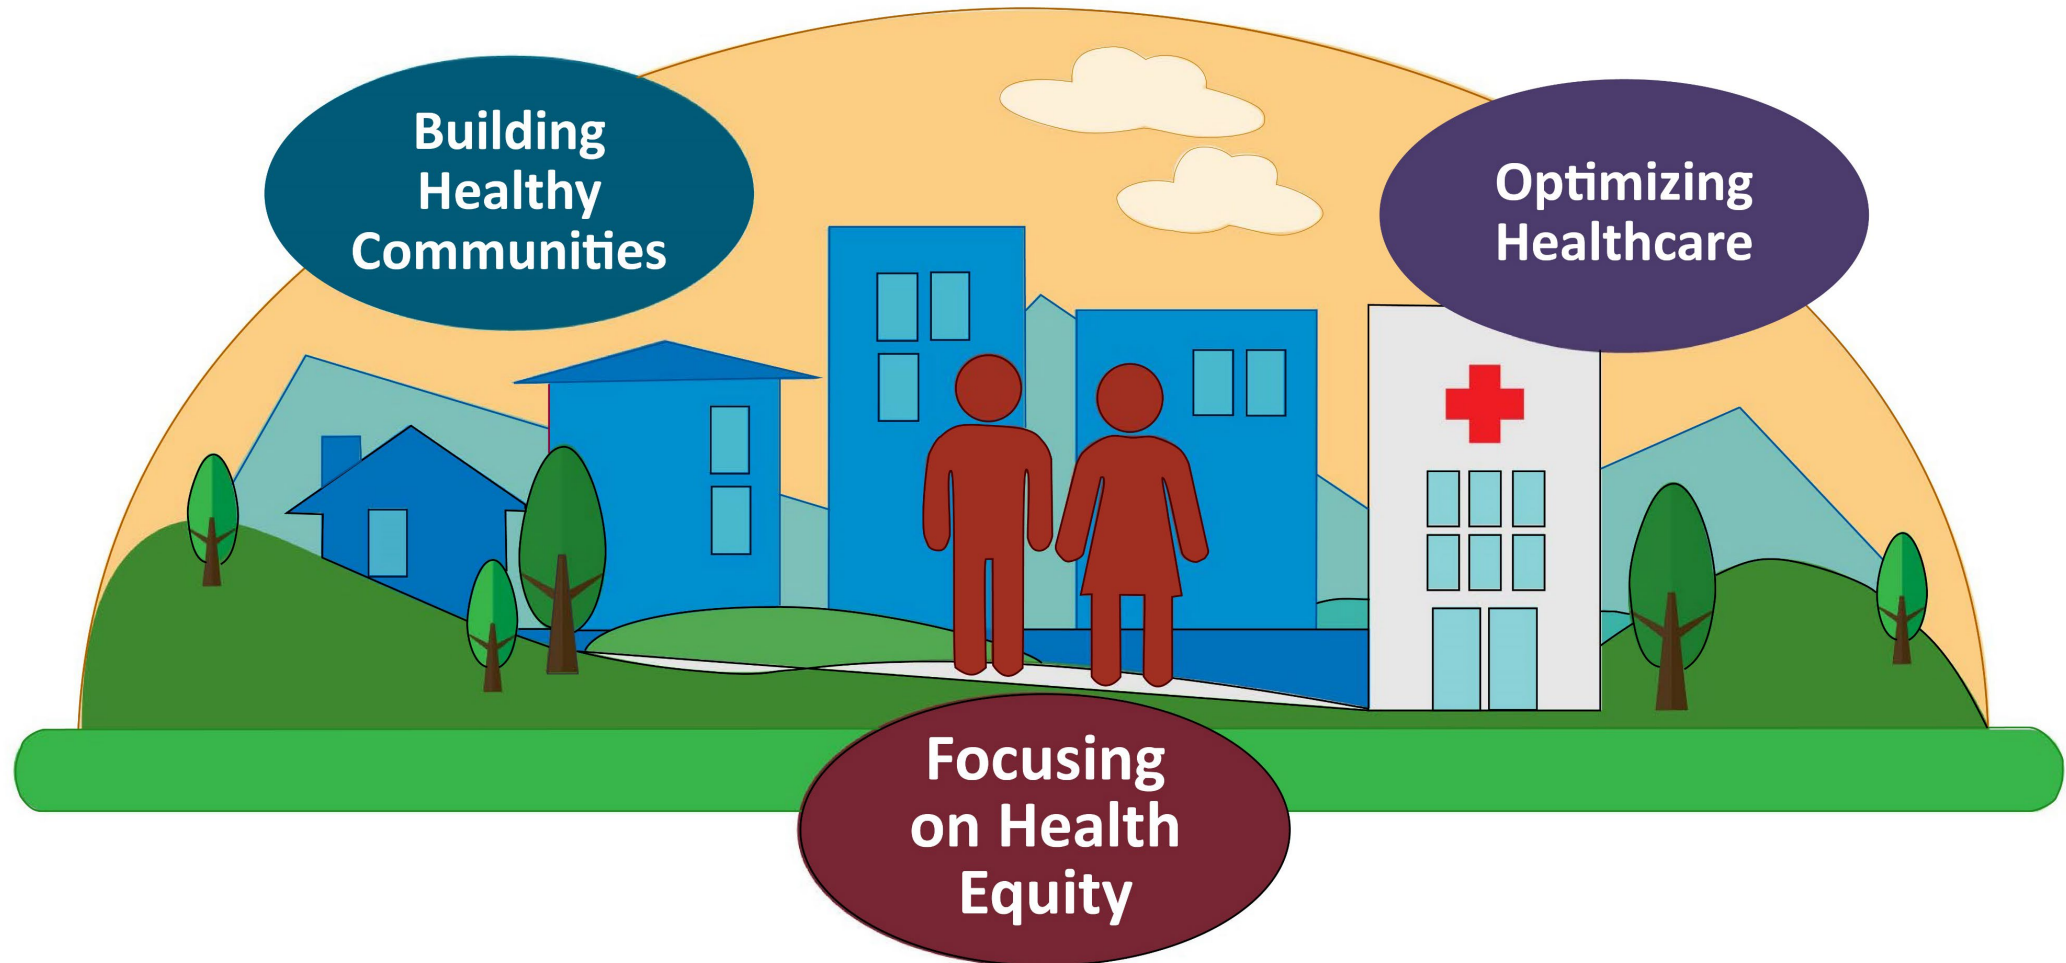 Building
Healthy
Communities
Optimizing
Healthcare
Focusing
on Health
Equity